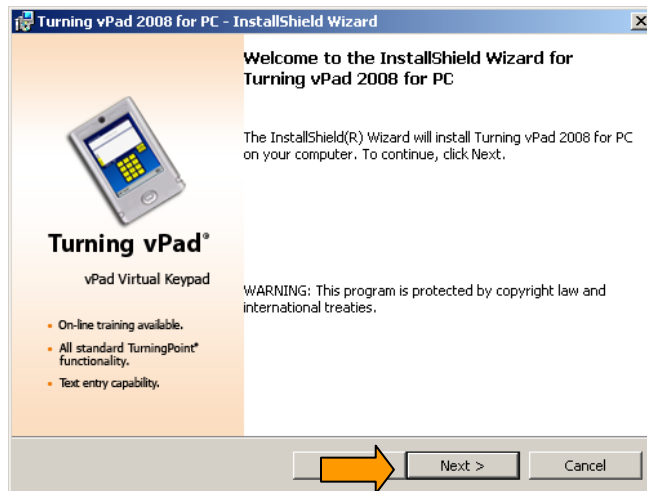 Turning vPad 2008 for PC - InstallShield Wizard
Welcome to the InstallShield Wizard for
Turning vPad 2008 for PC
The InstallShield(R) Wizard will install Turning vPad 2008 for PC
on your computer. To continue, click Next.
Turning vPad®
vPad Virtual Keypad
WARNING: This program is protected by copyright law and
international treaties.
• On-line training available.
• All standard TurningPoint®
functionality.
• Text entry capability.
Next >
Cancel